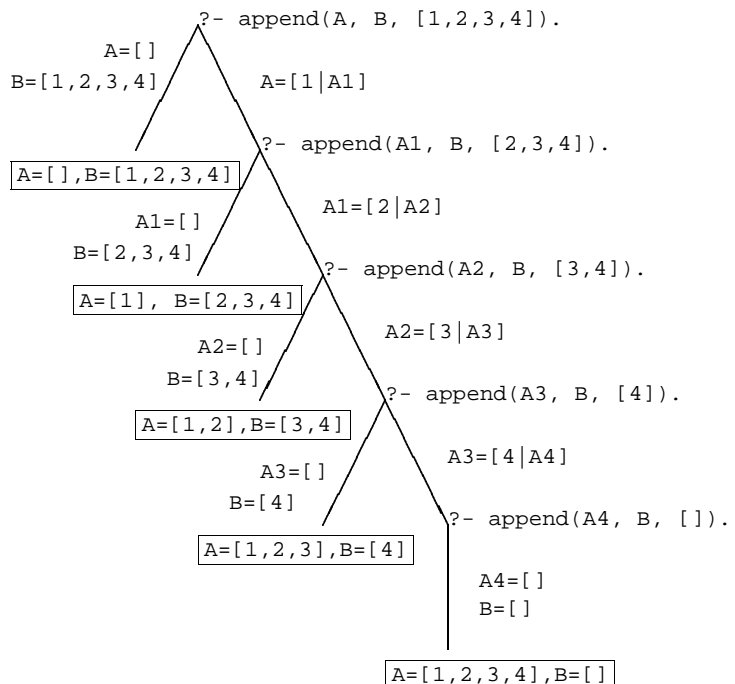 ?- append(A, B, [1,2,3,4]).
A=[]
B=[1,2,3,4]
A=[1|A1]
?- append(A1, B, [2,3,4]).
A=[],B=[1,2,3,4]
A1=[]
B=[2,3,4]
A1=[2|A2]
?- append(A2, B, [3,4]).
A=[1], B=[2,3,4]
A2=[]
B=[3,4]
A2=[3|A3]
?- append(A3, B, [4]).
A=[1,2],B=[3,4]
A3=[]
B=[4]
A3=[4|A4]
?- append(A4, B, []).
A=[1,2,3],B=[4]
A4=[]
B=[]
A=[1,2,3,4],B=[]